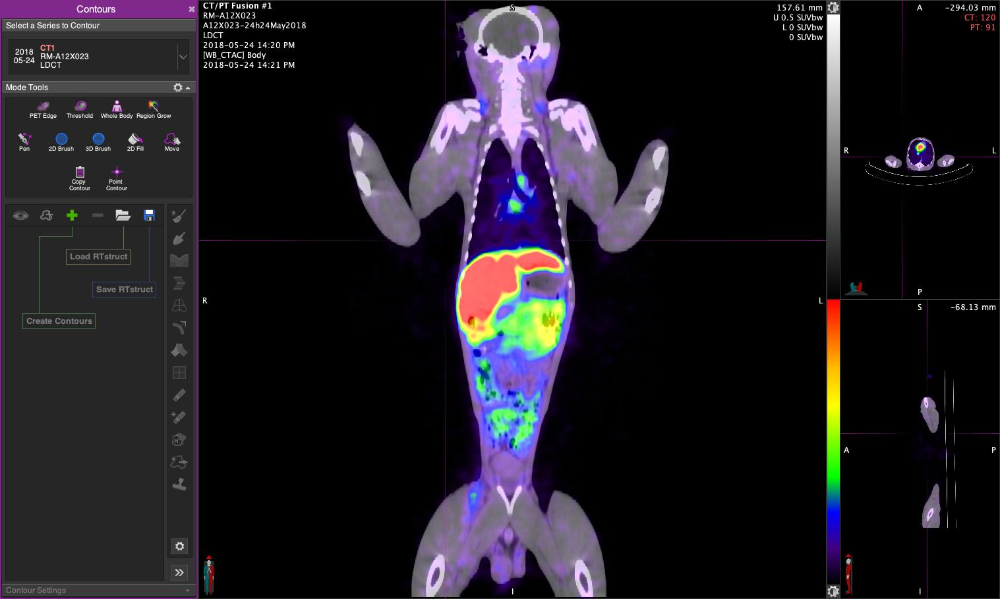 Contours
Select a Series to Contour
2018
05-24
CT1
RM-A12X023
LDCT
Mode Tools
PET Edge
Threshold
Whole Body
Region Grow
Pen
2D Brush
3D Brush
2D Fill
Move
Copy
Contour
Point
Contour
Load RTstruct
Save RTstruct
Create Contours
Contour Settings
CT/PT Fusion #1
RM-A12X023
A12X023-24h24May2018
LDCT
2018-05-24 14:20 PM
[WB_CTAC] Body
2018-05-24 14:21 PM
S
157.61 mm
U 0.5 SUVbw
L 0 SUVbw
0 SUVbw
R
L
A
I
A
-294.03 mm
CT: 120
PT: 91
R
L
P
S
-68.13 mm
A
P
I